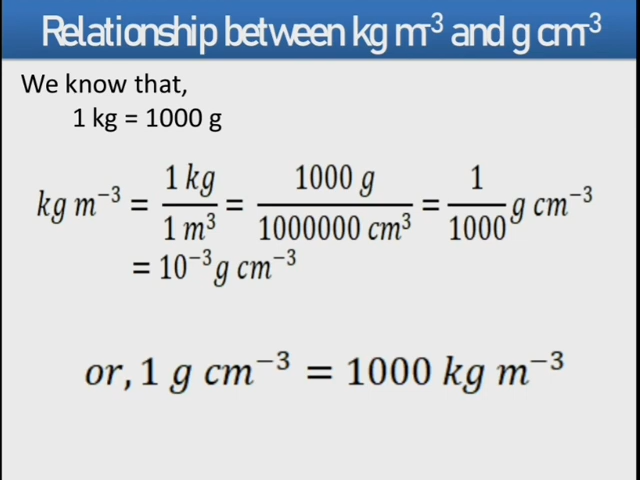 Relationship between kg m⁻³ and g cm⁻³
We know that,
1 kg = 1000 g
kg m⁻³ = 1 kg / 1 m³ = 1000 g / 1000000 cm³ = 1 / 1000 g cm⁻³
= 10⁻³ g cm⁻³
or, 1 g cm⁻³ = 1000 kg m⁻³